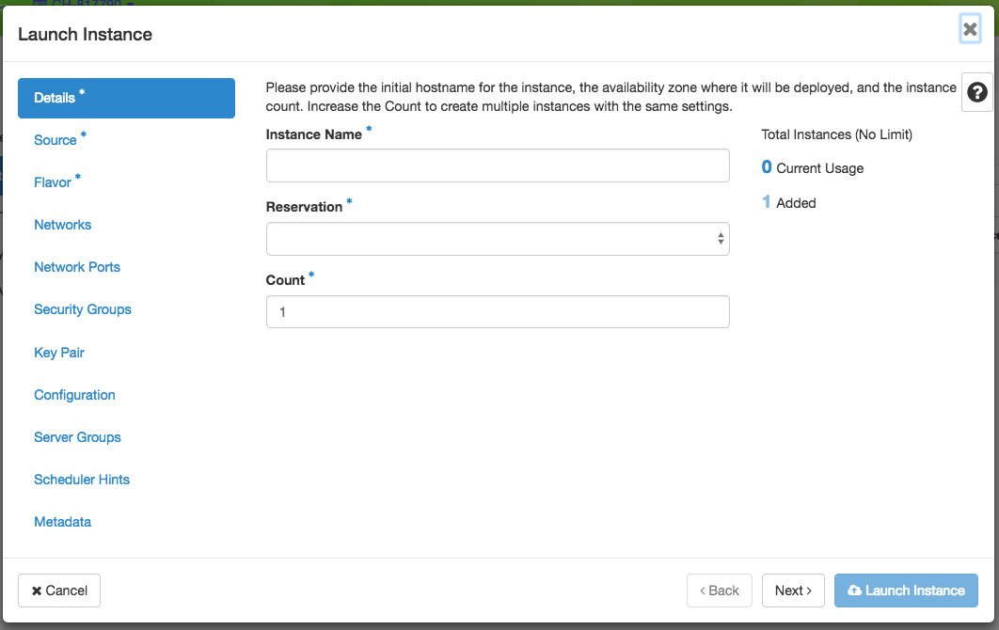 CH-817790
Launch Instance
Details *
Source *
Flavor *
Networks
Network Ports
Security Groups
Key Pair
Configuration
Server Groups
Scheduler Hints
Metadata
Please provide the initial hostname for the instance, the availability zone where it will be deployed, and the instance
count. Increase the Count to create multiple instances with the same settings.
Instance Name *
Reservation *
Count *
1
Total Instances (No Limit)
0 Current Usage
1 Added
Cancel
< Back
Next >
Launch Instance